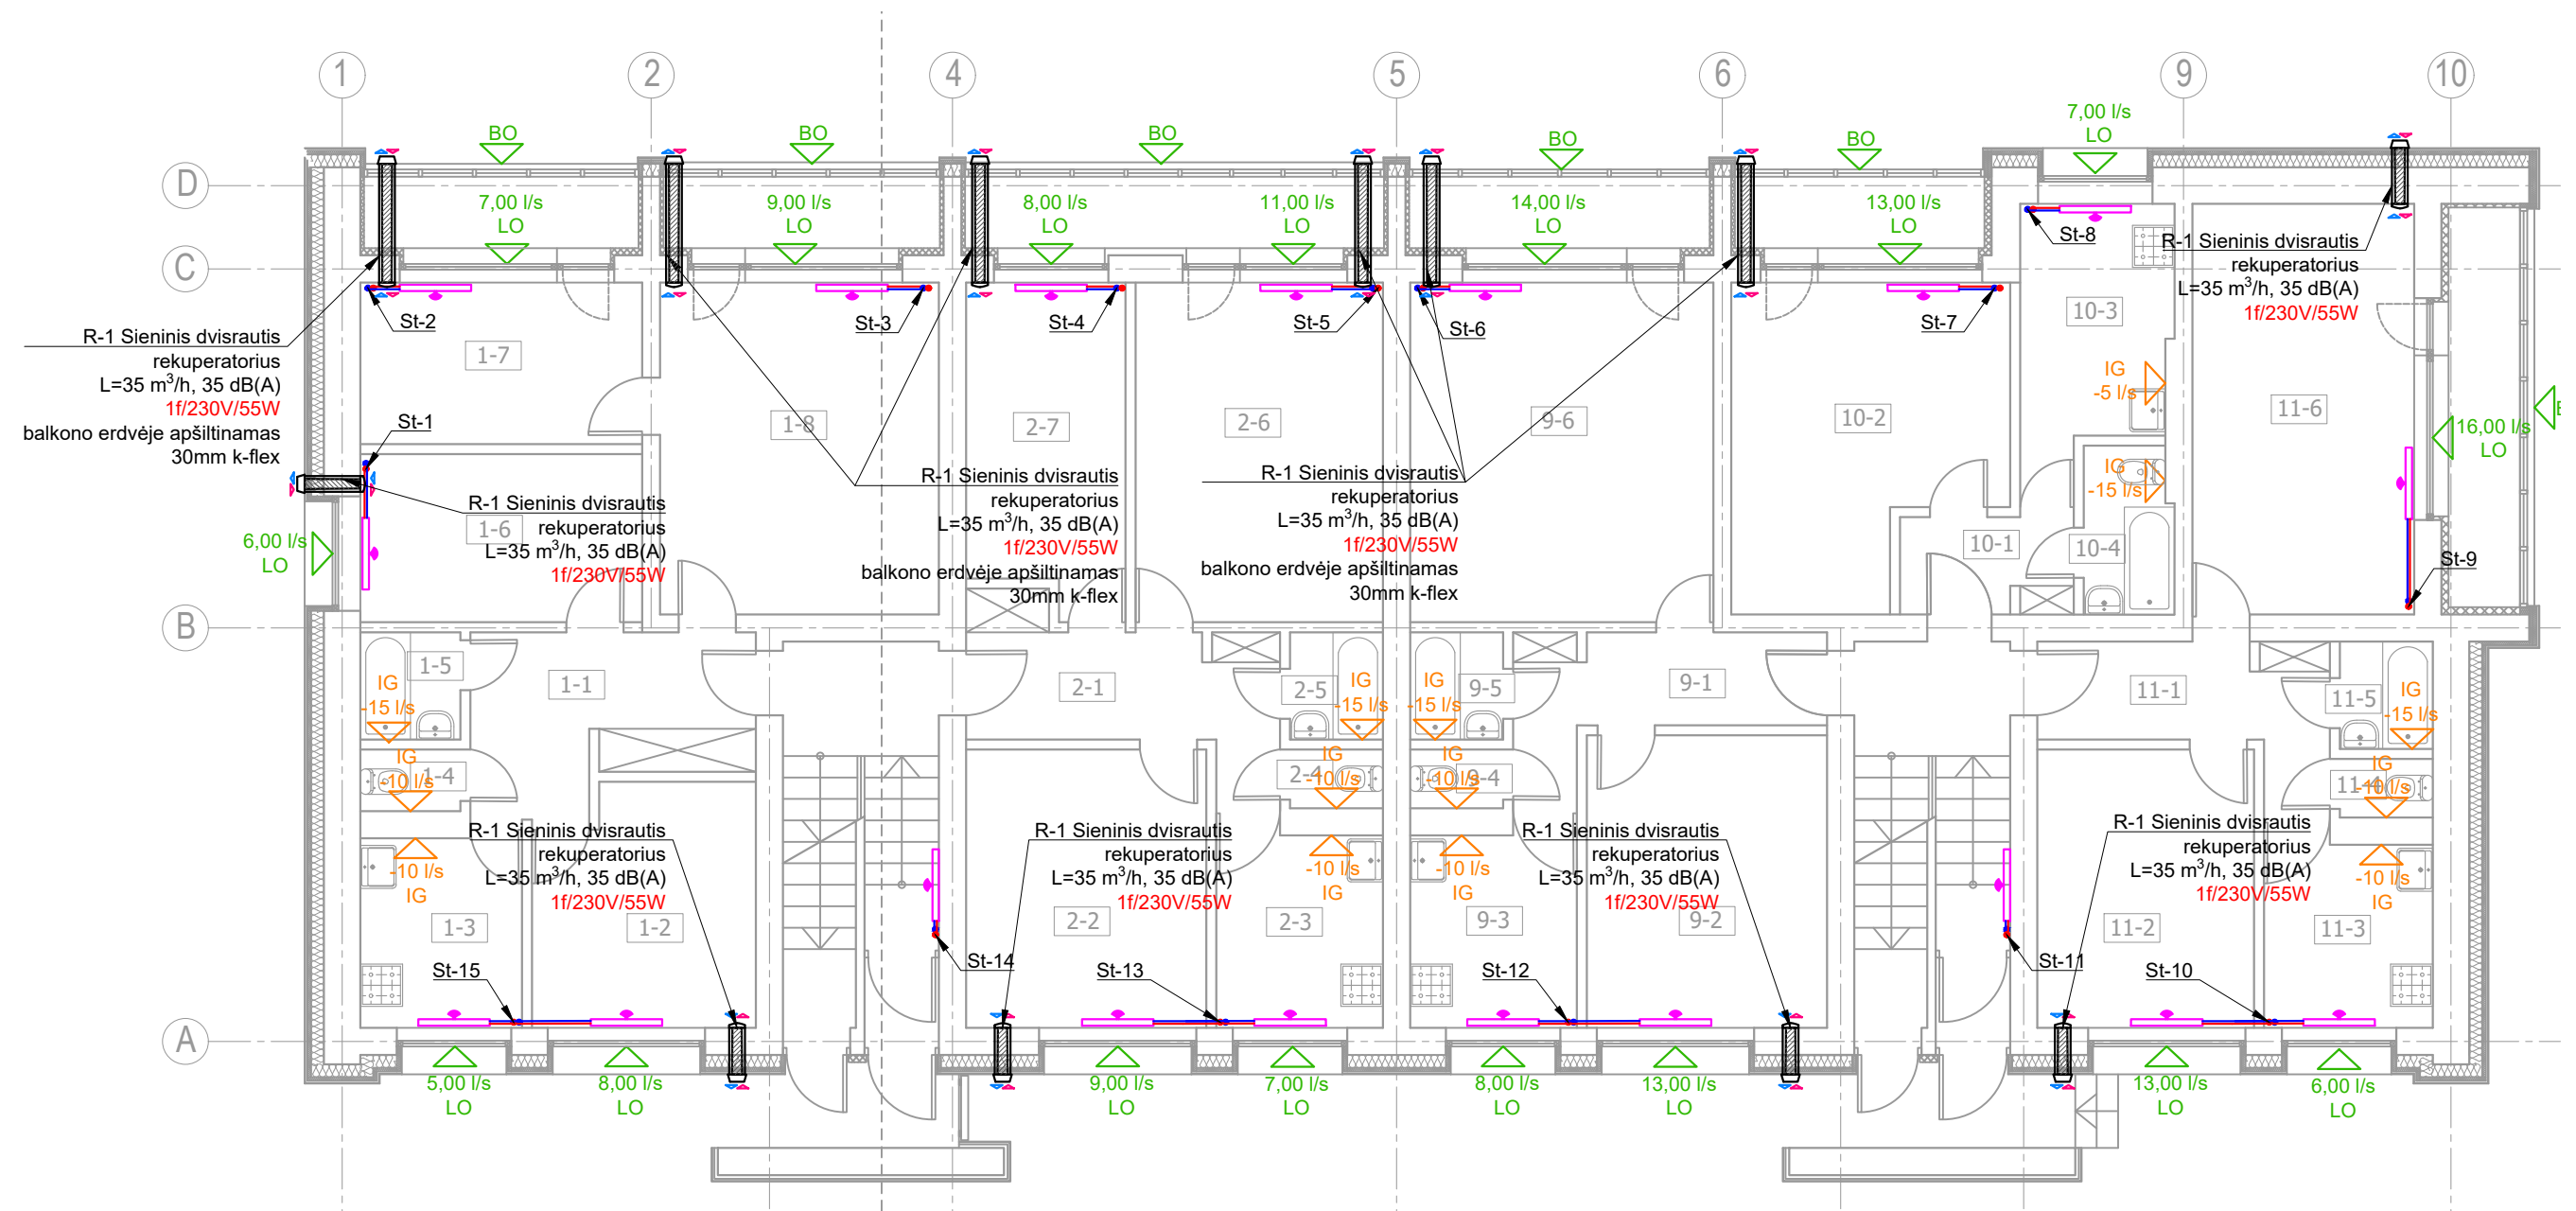 1
2
4
5
6
9
10
D
C
B
A
BO
BO
BO
BO
BO
7,00 l/s
LO
7,00 l/s
LO
9,00 l/s
LO
8,00 l/s
LO
11,00 l/s
LO
14,00 l/s
LO
13,00 l/s
LO
St-2
St-3
St-4
St-5
St-6
St-7
St-8
R-1 Sieninis dvisrautis
rekuperatorius
L=35 m³/h, 35 dB(A)
1f/230V/55W
R-1 Sieninis dvisrautis
rekuperatorius
L=35 m³/h, 35 dB(A)
1f/230V/55W
balkono erdvėje apšiltinamas
30mm k-flex
1-7
1-8
2-7
2-6
9-6
10-2
10-3
11-6
IG
-5 l/s
16,00 l/s
LO
St-1
R-1 Sieninis dvisrautis
rekuperatorius
L=35 m³/h, 35 dB(A)
1f/230V/55W
1-6
R-1 Sieninis dvisrautis
rekuperatorius
L=35 m³/h, 35 dB(A)
1f/230V/55W
balkono erdvėje apšiltinamas
30mm k-flex
R-1 Sieninis dvisrautis
rekuperatorius
L=35 m³/h, 35 dB(A)
1f/230V/55W
balkono erdvėje apšiltinamas
30mm k-flex
IG
-15 l/s
10-1
10-4
St-9
6,00 l/s
LO
1-5
IG
-15 l/s
1-1
2-1
2-5
IG
-15 l/s
IG
-15 l/s
9-5
9-1
11-1
11-5
IG
-15 l/s
IG
-10 l/s
1-4
2-4
IG
-10 l/s
IG
-10 l/s
9-4
11-4
IG
-10 l/s
-10 l/s
IG
R-1 Sieninis dvisrautis
rekuperatorius
L=35 m³/h, 35 dB(A)
1f/230V/55W
R-1 Sieninis dvisrautis
rekuperatorius
L=35 m³/h, 35 dB(A)
1f/230V/55W
-10 l/s
IG
-10 l/s
IG
R-1 Sieninis dvisrautis
rekuperatorius
L=35 m³/h, 35 dB(A)
1f/230V/55W
R-1 Sieninis dvisrautis
rekuperatorius
L=35 m³/h, 35 dB(A)
1f/230V/55W
-10 l/s
IG
1-3
1-2
2-2
2-3
9-3
9-2
11-2
11-3
St-15
St-14
St-13
St-12
St-11
St-10
5,00 l/s
LO
8,00 l/s
LO
9,00 l/s
LO
7,00 l/s
LO
8,00 l/s
LO
13,00 l/s
LO
13,00 l/s
LO
6,00 l/s
LO